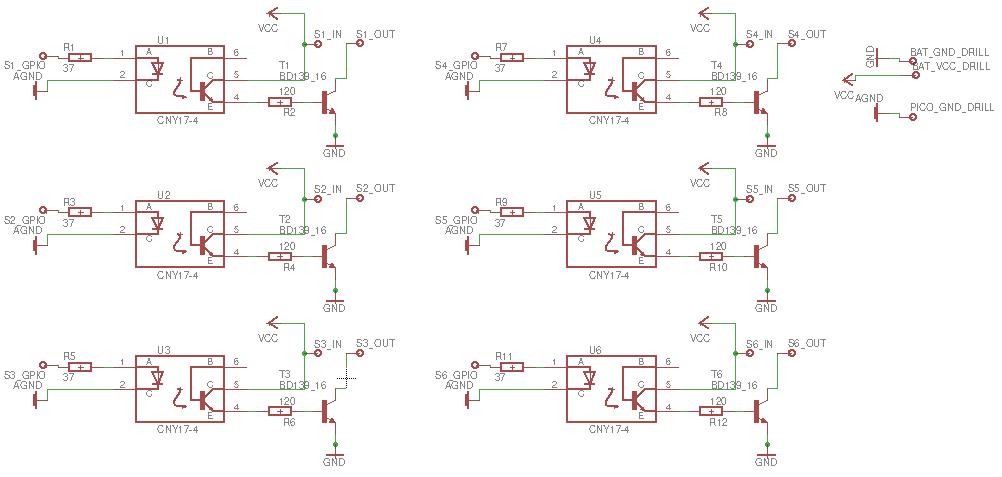 VCC S1_IN S1_OUT
S1_GPIO R1 37 AGND
U1 1 A B 6
2 C C 5
E 4
CNY17-4
T1
BD139_16
120
R2
GND
VCC S4_IN S4_OUT
S4_GPIO R7 37 AGND
U4 1 A B 6
2 C C 5
E 4
CNY17-4
T4
BD139_16
120
R8
GND
GND BAT_GND_DRILL
VCC BAT_VCC_DRILL
AGND PICO_GND_DRILL
VCC S2_IN S2_OUT
S2_GPIO R3 37 AGND
U2 1 A B 6
2 C C 5
E 4
CNY17-4
T2
BD139_16
120
R4
GND
VCC S5_IN S5_OUT
S5_GPIO R9 37 AGND
U5 1 A B 6
2 C C 5
E 4
CNY17-4
T5
BD139_16
120
R10
GND
VCC S3_IN S3_OUT
S3_GPIO R5 37 AGND
U3 1 A B 6
2 C C 5
E 4
CNY17-4
T3
BD139_16
120
R6
GND
VCC S6_IN S6_OUT
S6_GPIO R11 37 AGND
U6 1 A B 6
2 C C 5
E 4
CNY17-4
T6
BD139_16
120
R12
GND